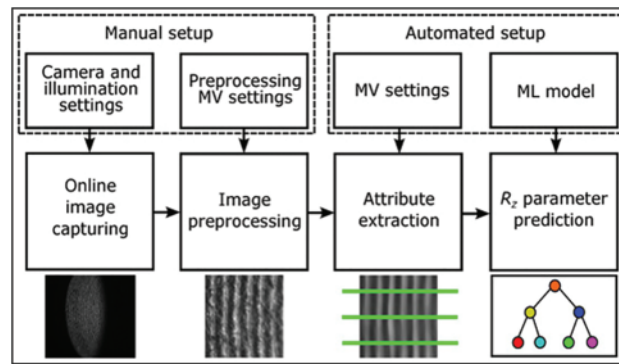 Manual setup
Automated setup
Camera and
illumination
settings
Preprocessing
MV settings
MV settings
ML model
Online
image
capturing
Image
preprocessing
Attribute
extraction
Rz parameter
prediction